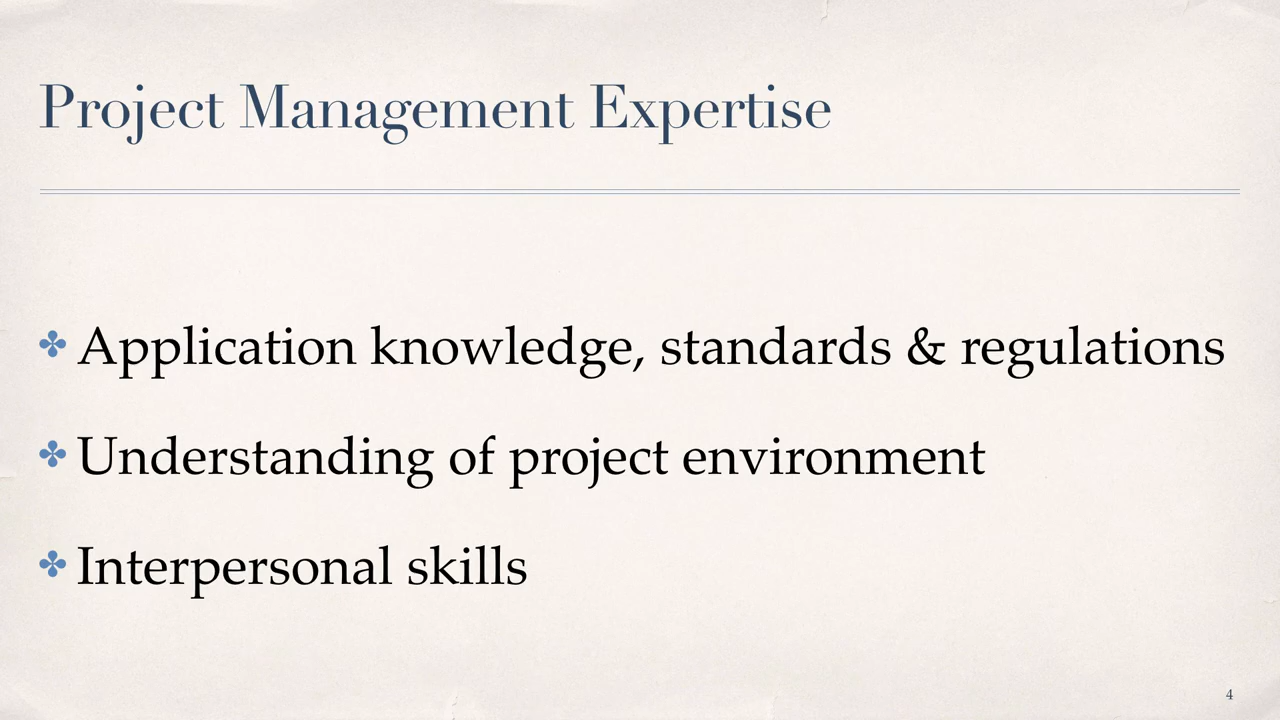 Project Management Expertise
✤ Application knowledge, standards & regulations
✤ Understanding of project environment
✤ Interpersonal skills
4